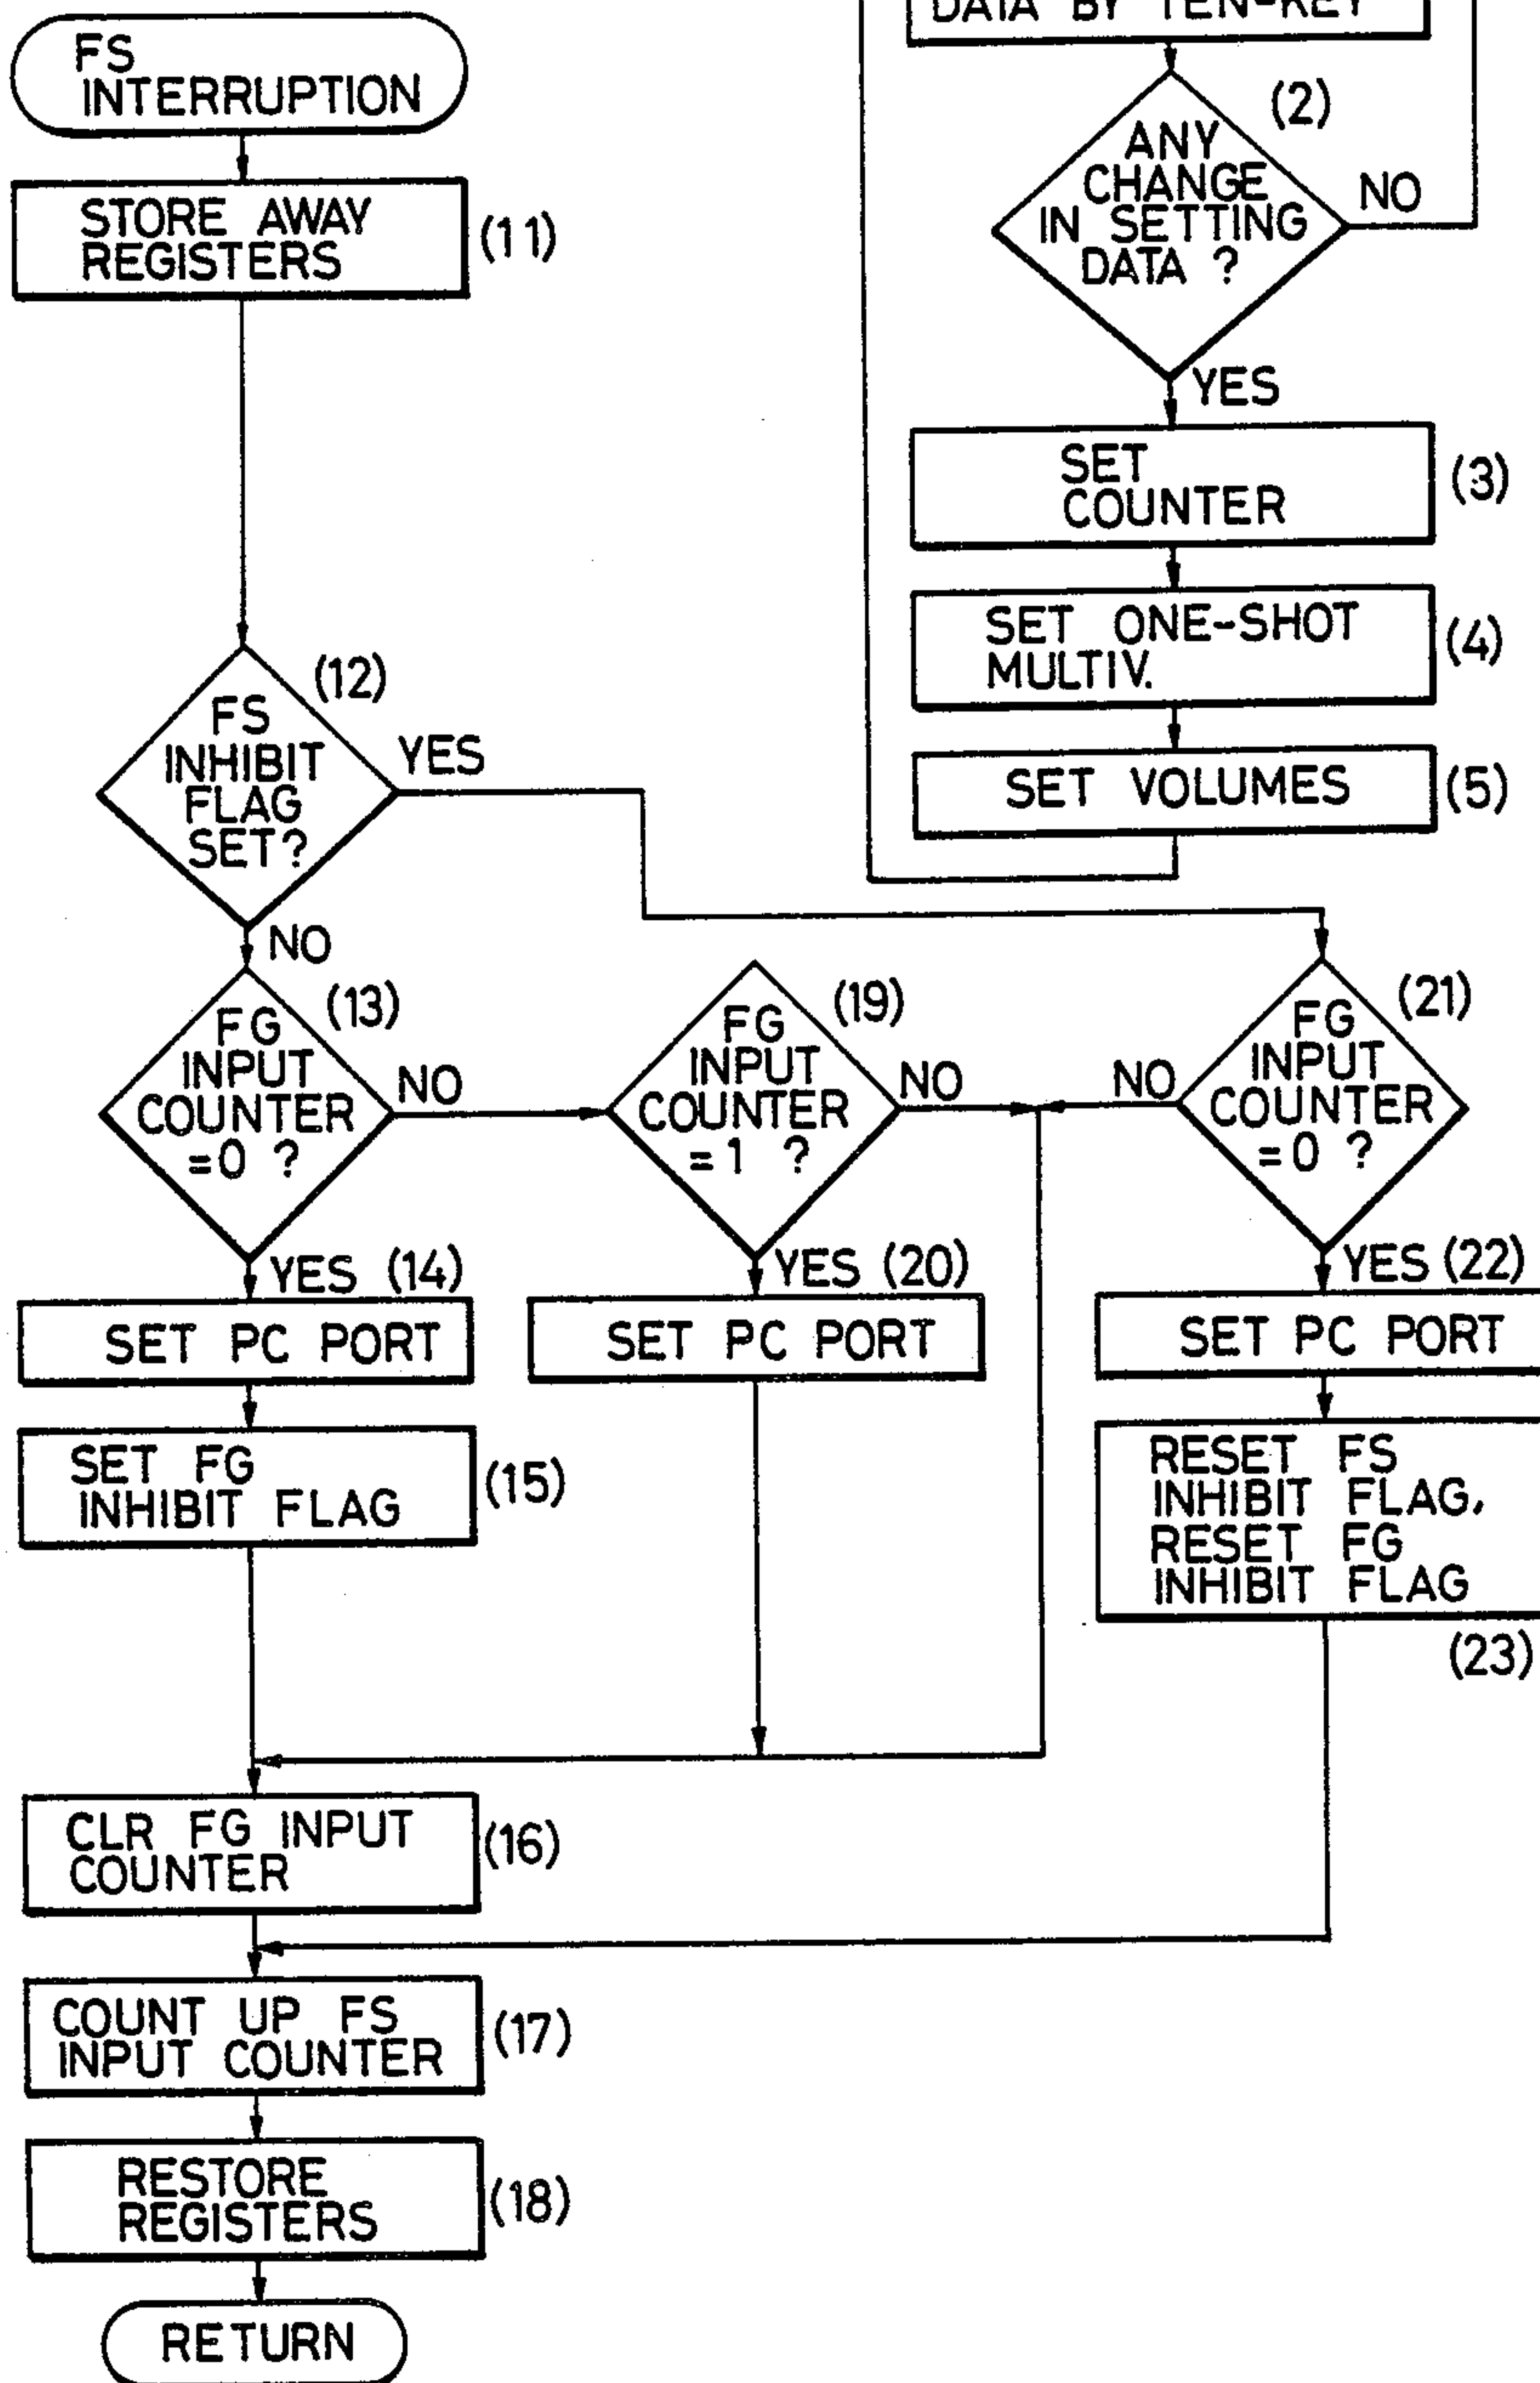 DATA BY TEN-KEY
(2)
ANY
CHANGE
IN SETTING
DATA ?
NO
YES
SET
COUNTER
(3)
SET ONE-SHOT
MULTIV.
(4)
SET VOLUMES
(5)
FS
INTERRUPTION
STORE AWAY
REGISTERS
(11)
(12)
FS
INHIBIT
FLAG
SET?
YES
NO
(13)
FG
INPUT
COUNTER
=0 ?
NO
YES (14)
SET PC PORT
SET FG
INHIBIT FLAG
(15)
(19)
FG
INPUT
COUNTER
=1 ?
NO
YES (20)
SET PC PORT
(21)
FG
INPUT
COUNTER
=0 ?
NO
YES (22)
SET PC PORT
RESET FS
INHIBIT FLAG,
RESET FG
INHIBIT FLAG
(23)
CLR FG INPUT
COUNTER
(16)
COUNT UP FS
INPUT COUNTER
(17)
RESTORE
REGISTERS
(18)
RETURN